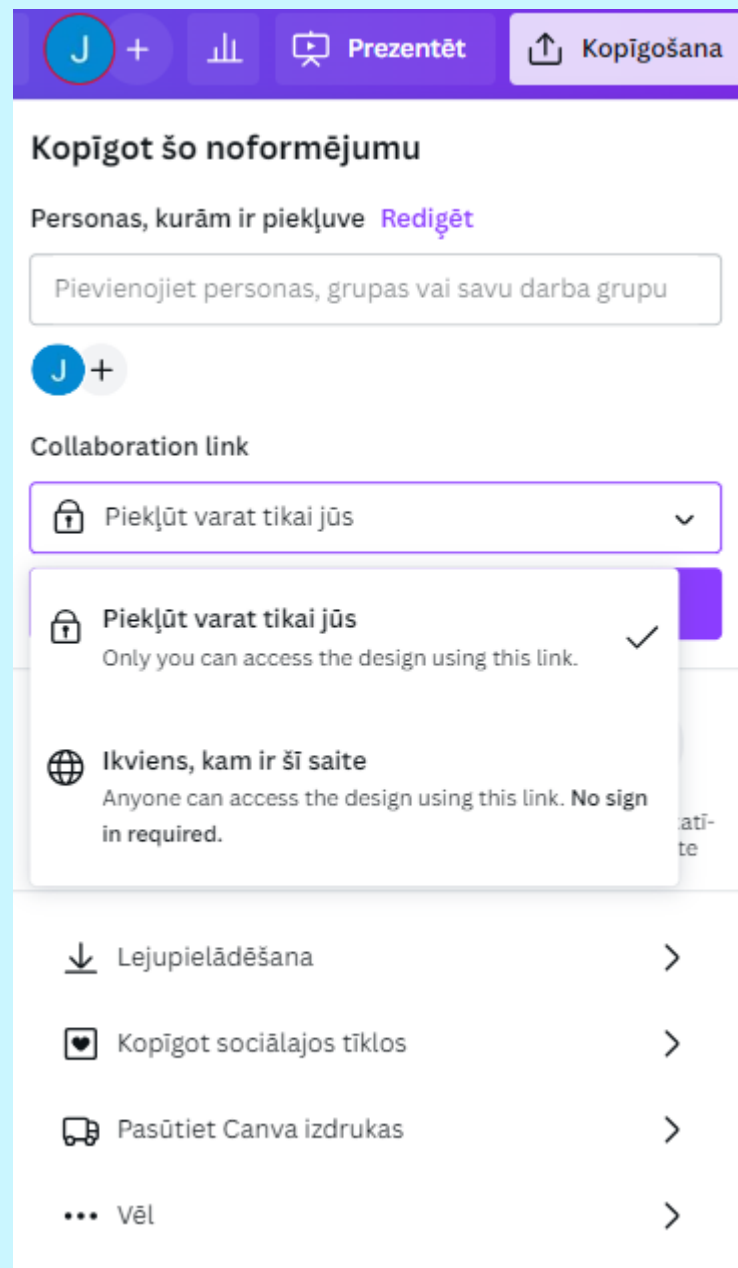 J + Prezentēt Kopīgošana
Kopīgot šo noformējumu
Personas, kurām ir piekļuve Rediģēt
Pievienojiet personas, grupas vai savu darba grupu
J +
Collaboration link
Piekļūt varat tikai jūs
Piekļūt varat tikai jūs
Only you can access the design using this link.
Ikviens, kam ir šī saite
Anyone can access the design using this link. No sign
in required.
Lejupielādēšana
Kopīgot sociālajos tīklos
Pasūtiet Canva izdrukas
Vēl